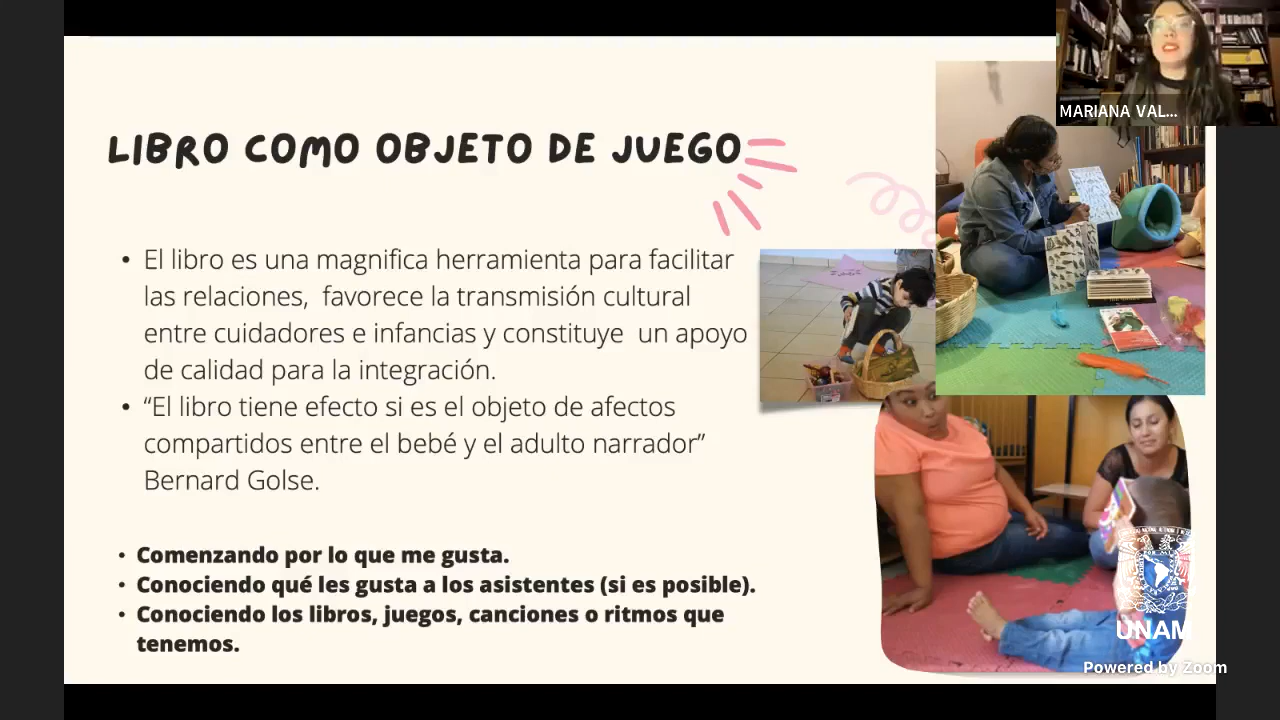 MARIANA VAL...
LIBRO COMO OBJETO DE JUEGO
• El libro es una magnifica herramienta para facilitar
las relaciones, favorece la transmisión cultural
entre cuidadores e infancias y constituye un apoyo
de calidad para la integración.
• “El libro tiene efecto si es el objeto de afectos
compartidos entre el bebé y el adulto narrador”
Bernard Golse.
• Comenzando por lo que me gusta.
• Conociendo qué les gusta a los asistentes (si es posible).
• Conociendo los libros, juegos, canciones o ritmos que
tenemos.
UNAM
Powered by Zoom